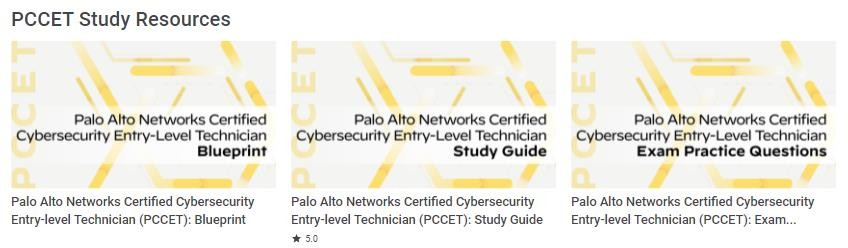 PCCET Study Resources
PCCET
Palo Alto Networks Certified
Cybersecurity Entry-Level Technician
Blueprint
Palo Alto Networks Certified Cybersecurity
Entry-level Technician (PCCET): Blueprint
PCCET
Palo Alto Networks Certified
Cybersecurity Entry-Level Technician
Study Guide
Palo Alto Networks Certified Cybersecurity
Entry-level Technician (PCCET): Study Guide
★ 5.0
PCCET
Palo Alto Networks Certified
Cybersecurity Entry-Level Technician
Exam Practice Questions
Palo Alto Networks Certified Cybersecurity
Entry-level Technician (PCCET): Exam...